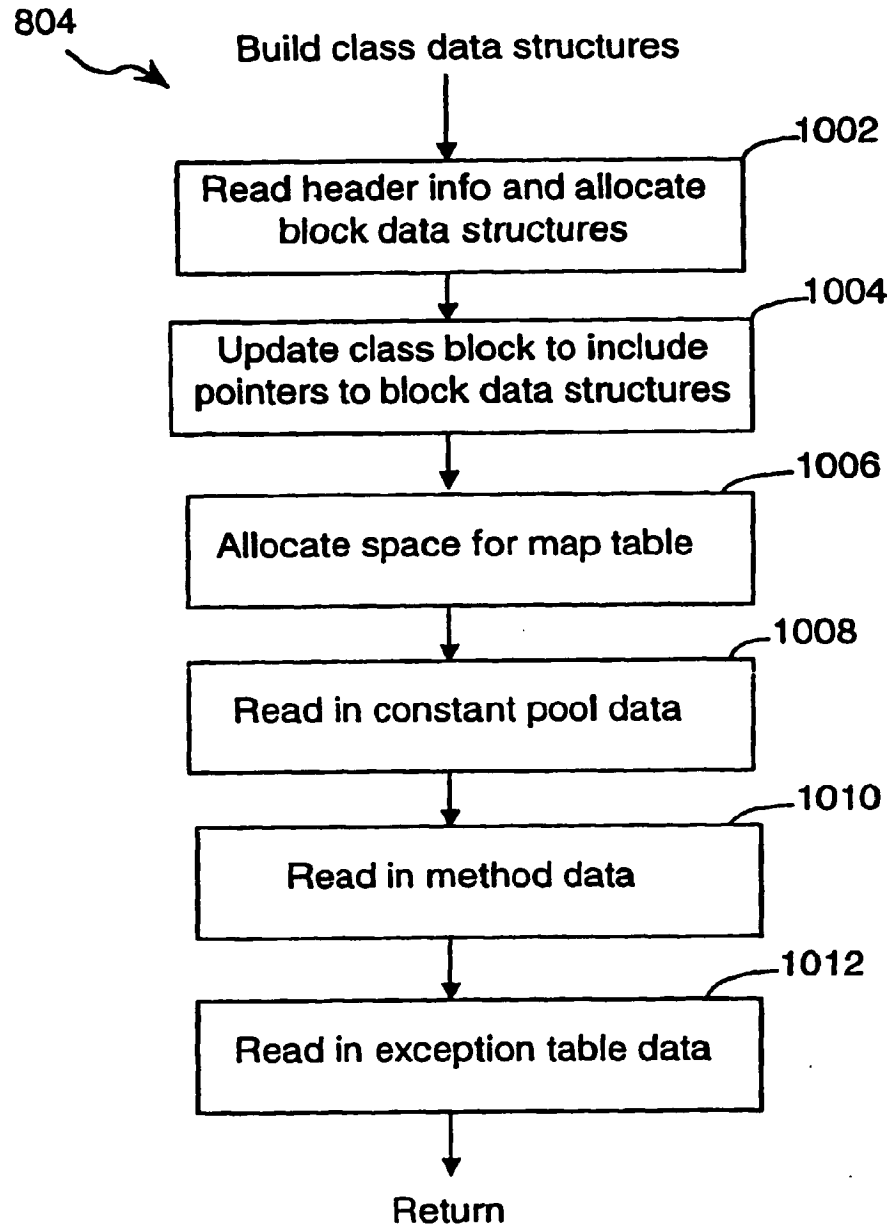 804
Build class data structures
1002
Read header info and allocate
block data structures
1004
Update class block to include
pointers to block data structures
1006
Allocate space for map table
1008
Read in constant pool data
1010
Read in method data
1012
Read in exception table data
Return